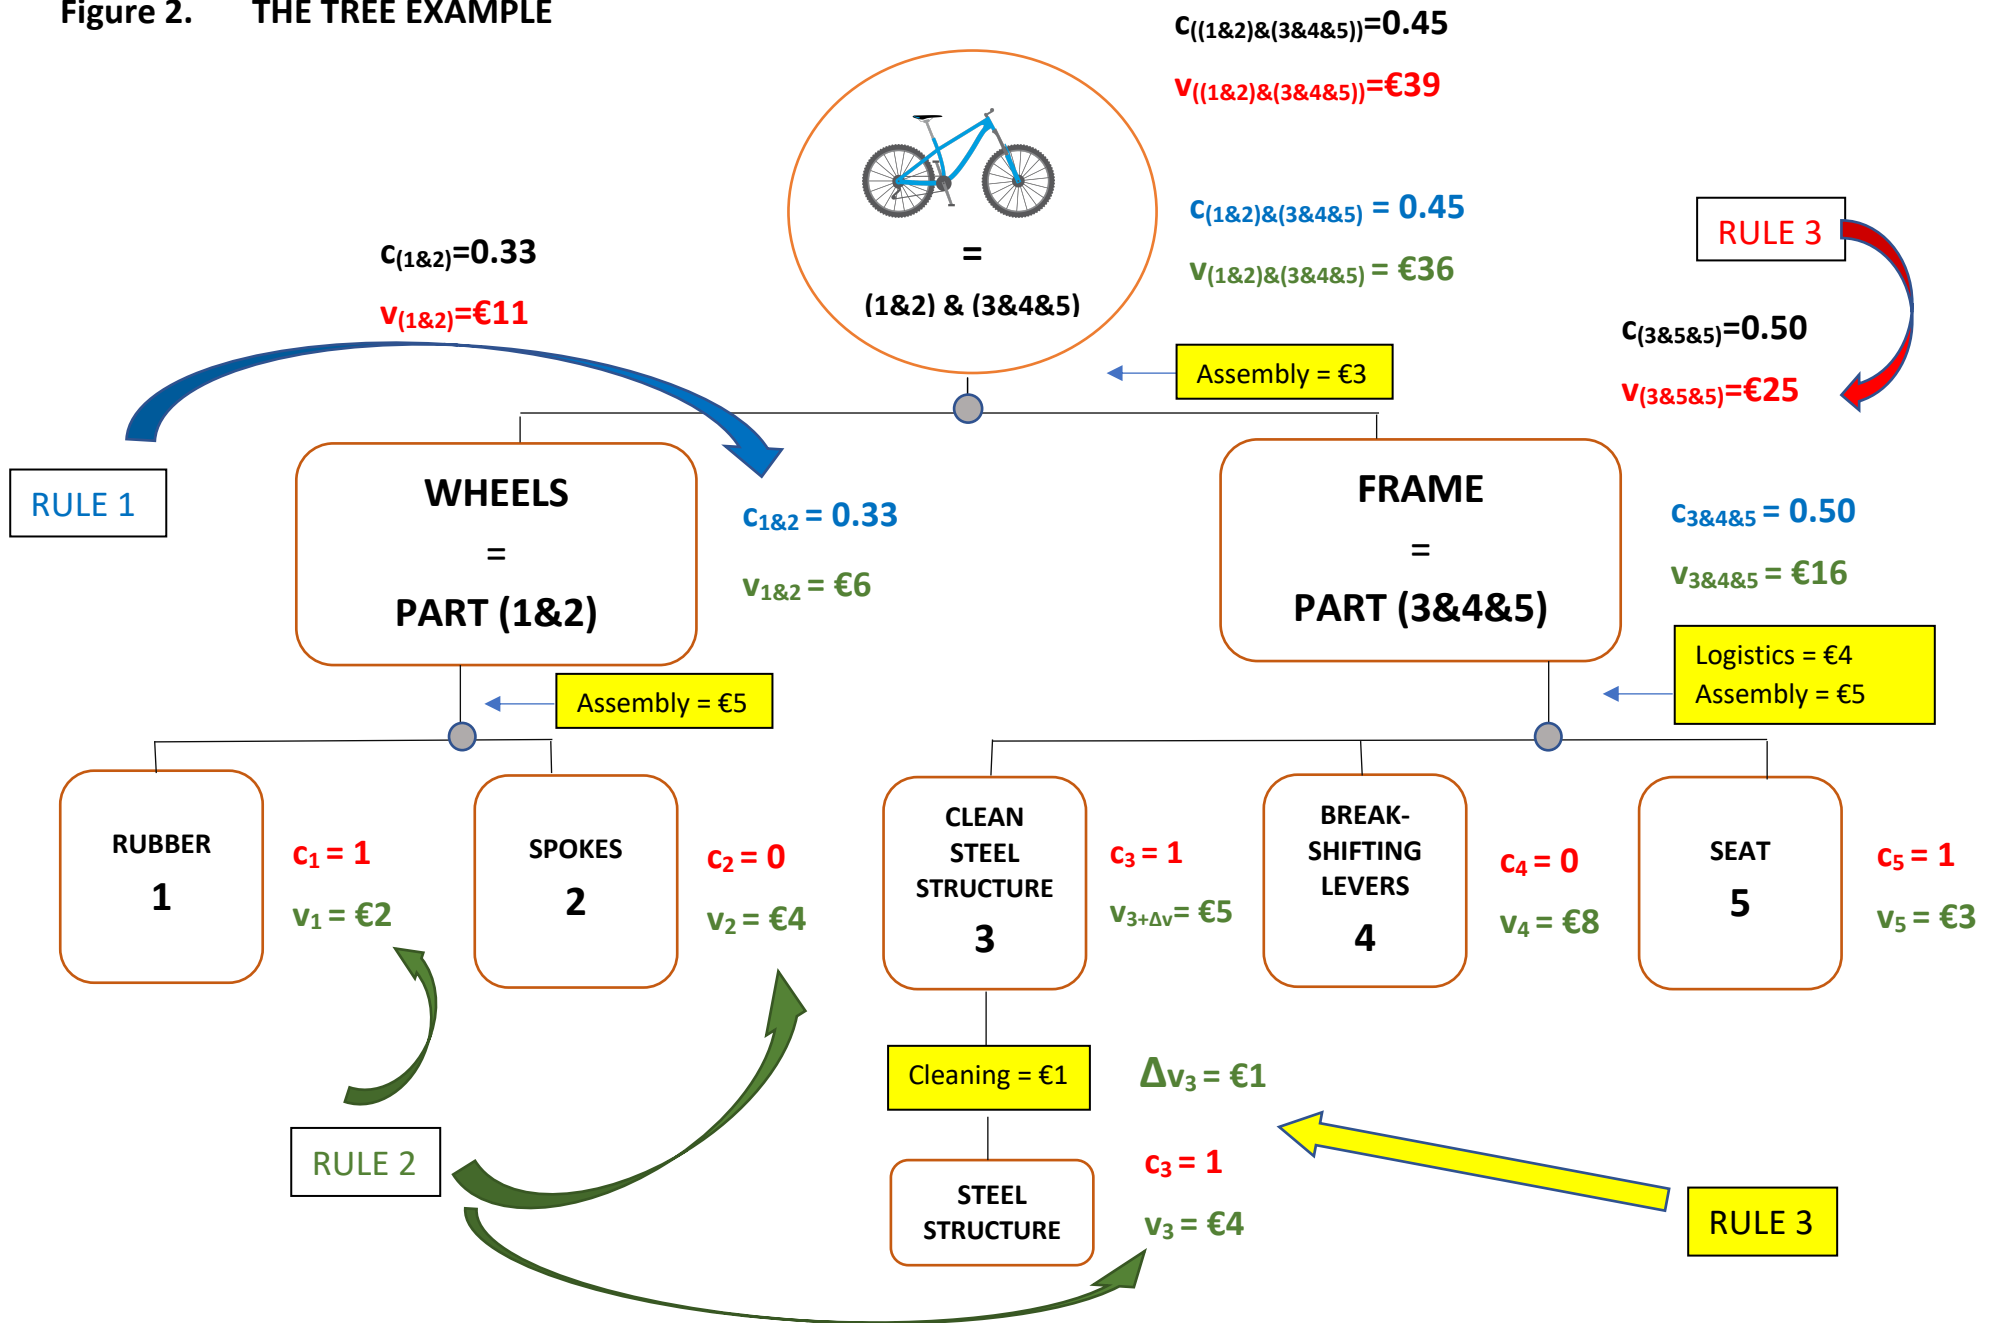 Figure 2. THE TREE EXAMPLE
c((1&2)&(3&4&5))=0.45
v((1&2)&(3&4&5))=€39
=
(1&2) & (3&4&5)
c(1&2)&(3&4&5) = 0.45
v(1&2)&(3&4&5) = €36
RULE 3
c(1&2)=0.33
v(1&2)=€11
c(3&5&5)=0.50
v(3&5&5)=€25
Assembly = €3
RULE 1
WHEELS
=
PART (1&2)
c1&2 = 0.33
v1&2 = €6
FRAME
=
PART (3&4&5)
c3&4&5 = 0.50
v3&4&5 = €16
Assembly = €5
Logistics = €4
Assembly = €5
RUBBER
1
c1 = 1
v1 = €2
SPOKES
2
c2 = 0
v2 = €4
CLEAN
STEEL
STRUCTURE
3
c3 = 1
v3+Δv= €5
BREAK-
SHIFTING
LEVERS
4
c4 = 0
v4 = €8
SEAT
5
c5 = 1
v5 = €3
Cleaning = €1
Δv3 = €1
RULE 2
STEEL
STRUCTURE
c3 = 1
v3 = €4
RULE 3